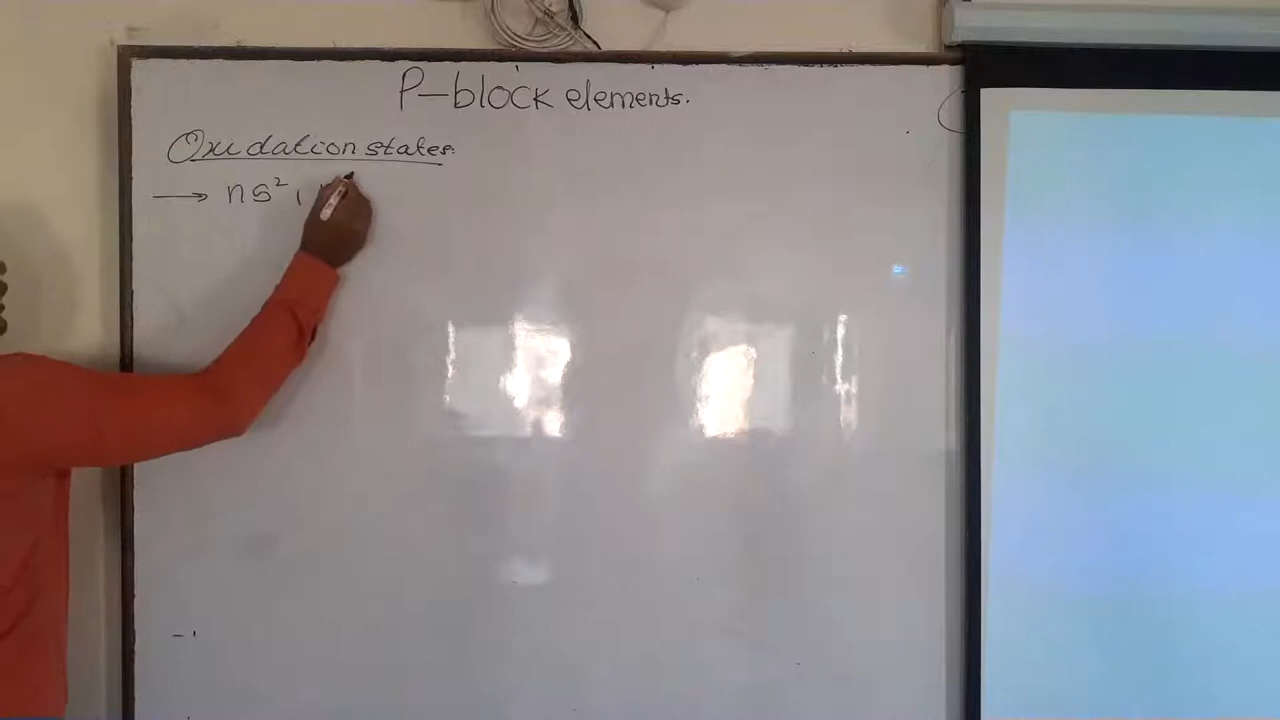 P-block elements.
Oxidation states:
→ ns²,